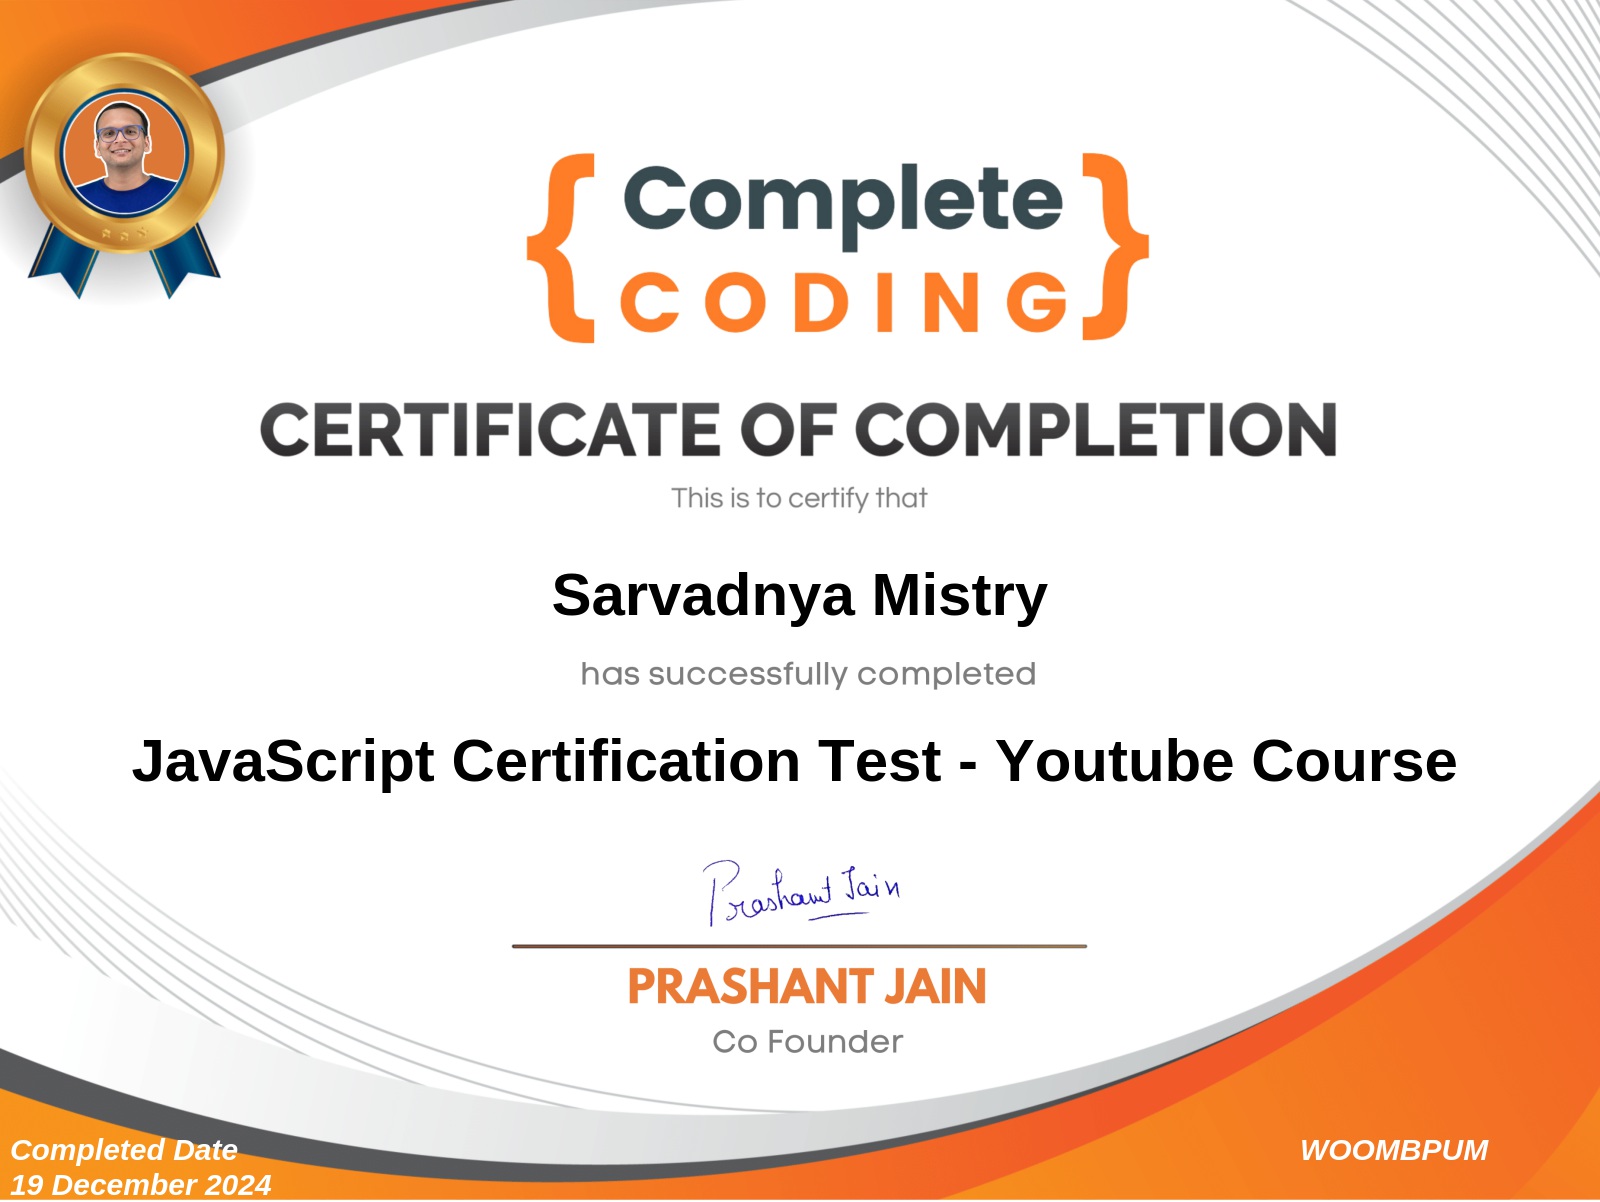 { Complete }
CODING
CERTIFICATE OF COMPLETION
This is to certify that
Sarvadnya Mistry
has successfully completed
JavaScript Certification Test - Youtube Course
Prashant Jain
PRASHANT JAIN
Co Founder
Completed Date
19 December 2024
WOOMBPUM